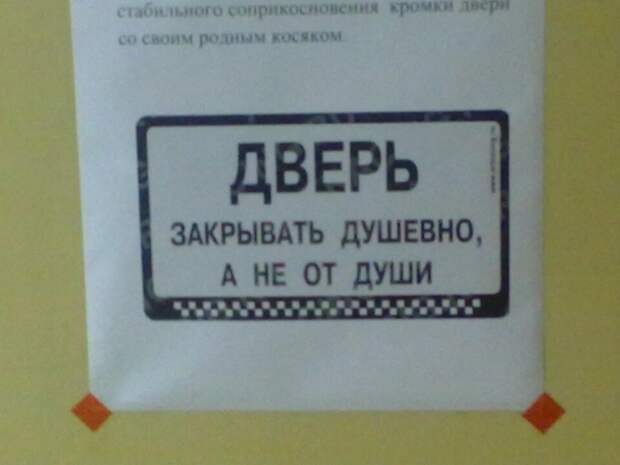 стабильного соприкосновения кромки двери
со своим родным косяком.
ДВЕРЬ
ЗАКРЫВАТЬ ДУШЕВНО,
А НЕ ОТ ДУШИ